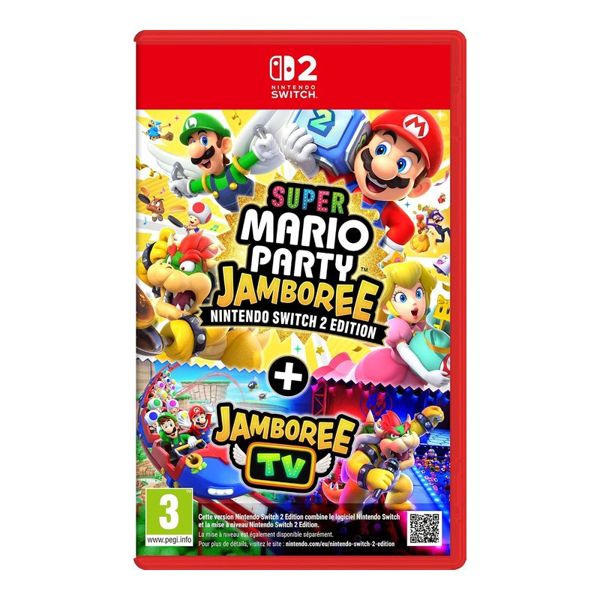 2
NINTENDO
SWITCH.
2
M
SUPER
MARIO
PARTY™
JAMBOREE
NINTENDO SWITCH 2 EDITION
+
JAMBOREE
TV
3
www.pegi.info
Cette version Nintendo Switch 2 Edition combine le logiciel Nintendo Switch
et la mise à niveau Nintendo Switch 2 Edition.
La mise à niveau est également disponible séparément.
Pour plus de détails, visitez le site : nintendo.com/eu/nintendo-switch-2-edition